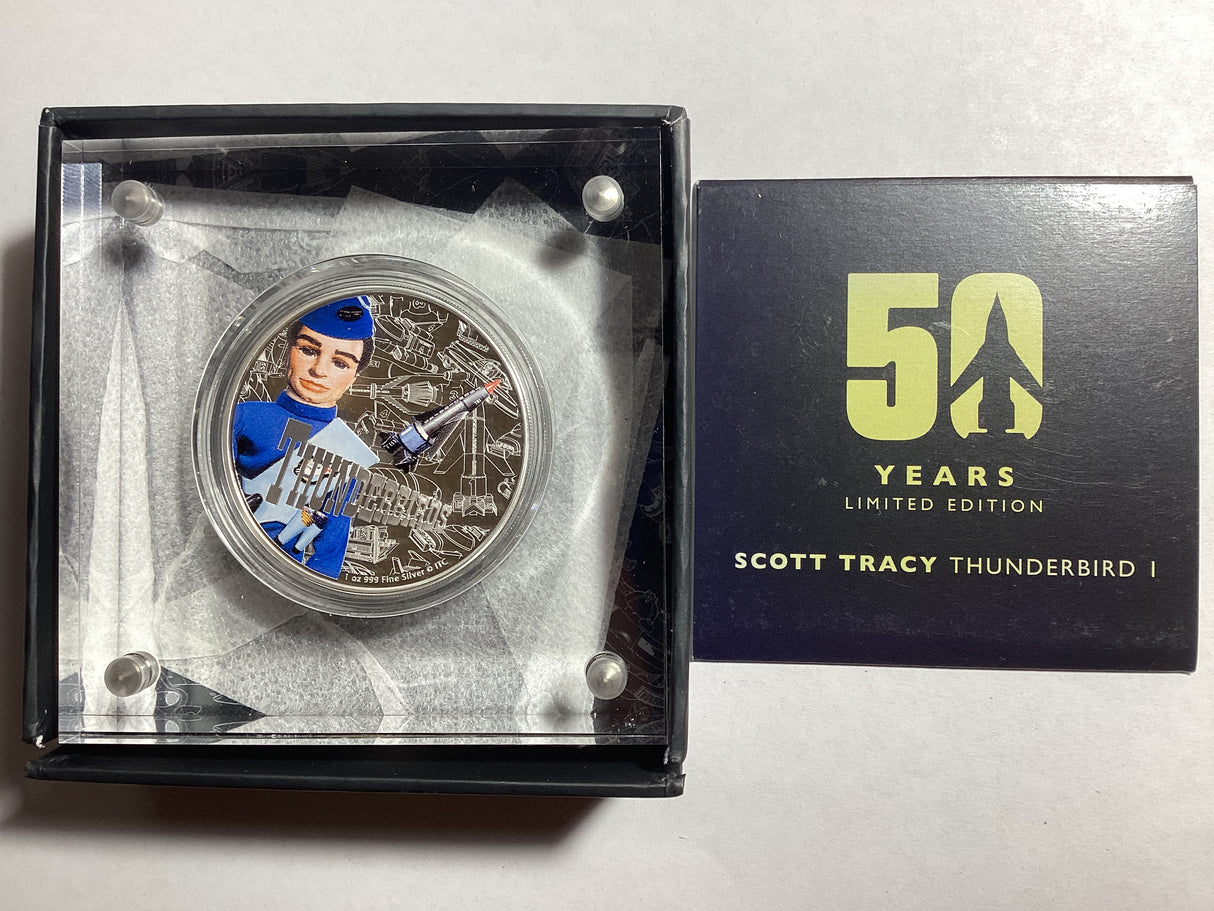 THUNDERBIRDS
1 oz 999 Fine Silver © ITC
50
YEARS
LIMITED EDITION
SCOTT TRACY THUNDERBIRD 1